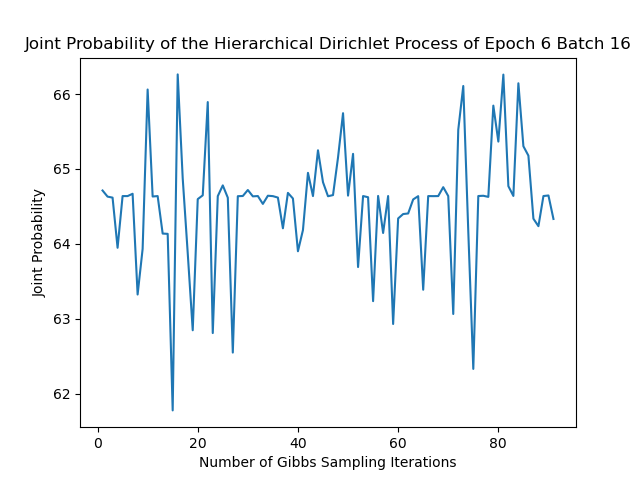 Joint Probability of the Hierarchical Dirichlet Process of Epoch 6 Batch 16
66
65
64
63
62
Joint Probability
0 20 40 60 80
Number of Gibbs Sampling Iterations